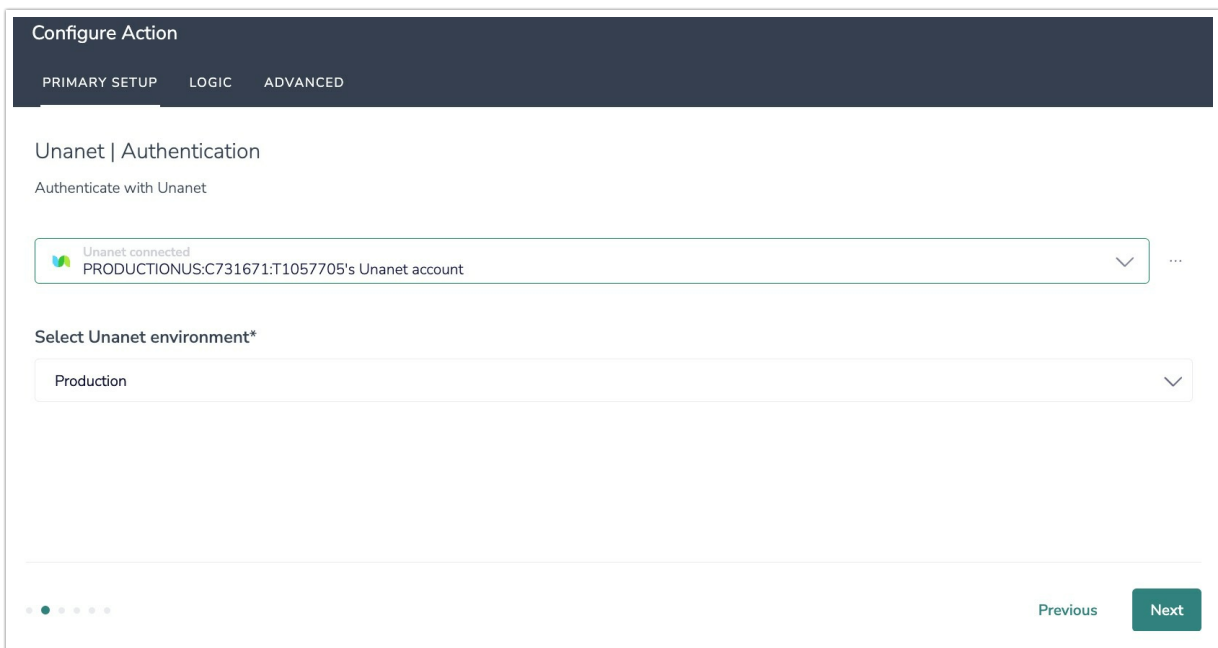 Configure Action
PRIMARY SETUP LOGIC ADVANCED
Unanet | Authentication
Authenticate with Unanet
Unanet connected
PRODUCTIONUS:C731671:T1057705's Unanet account
...
Select Unanet environment*
Production
Previous Next